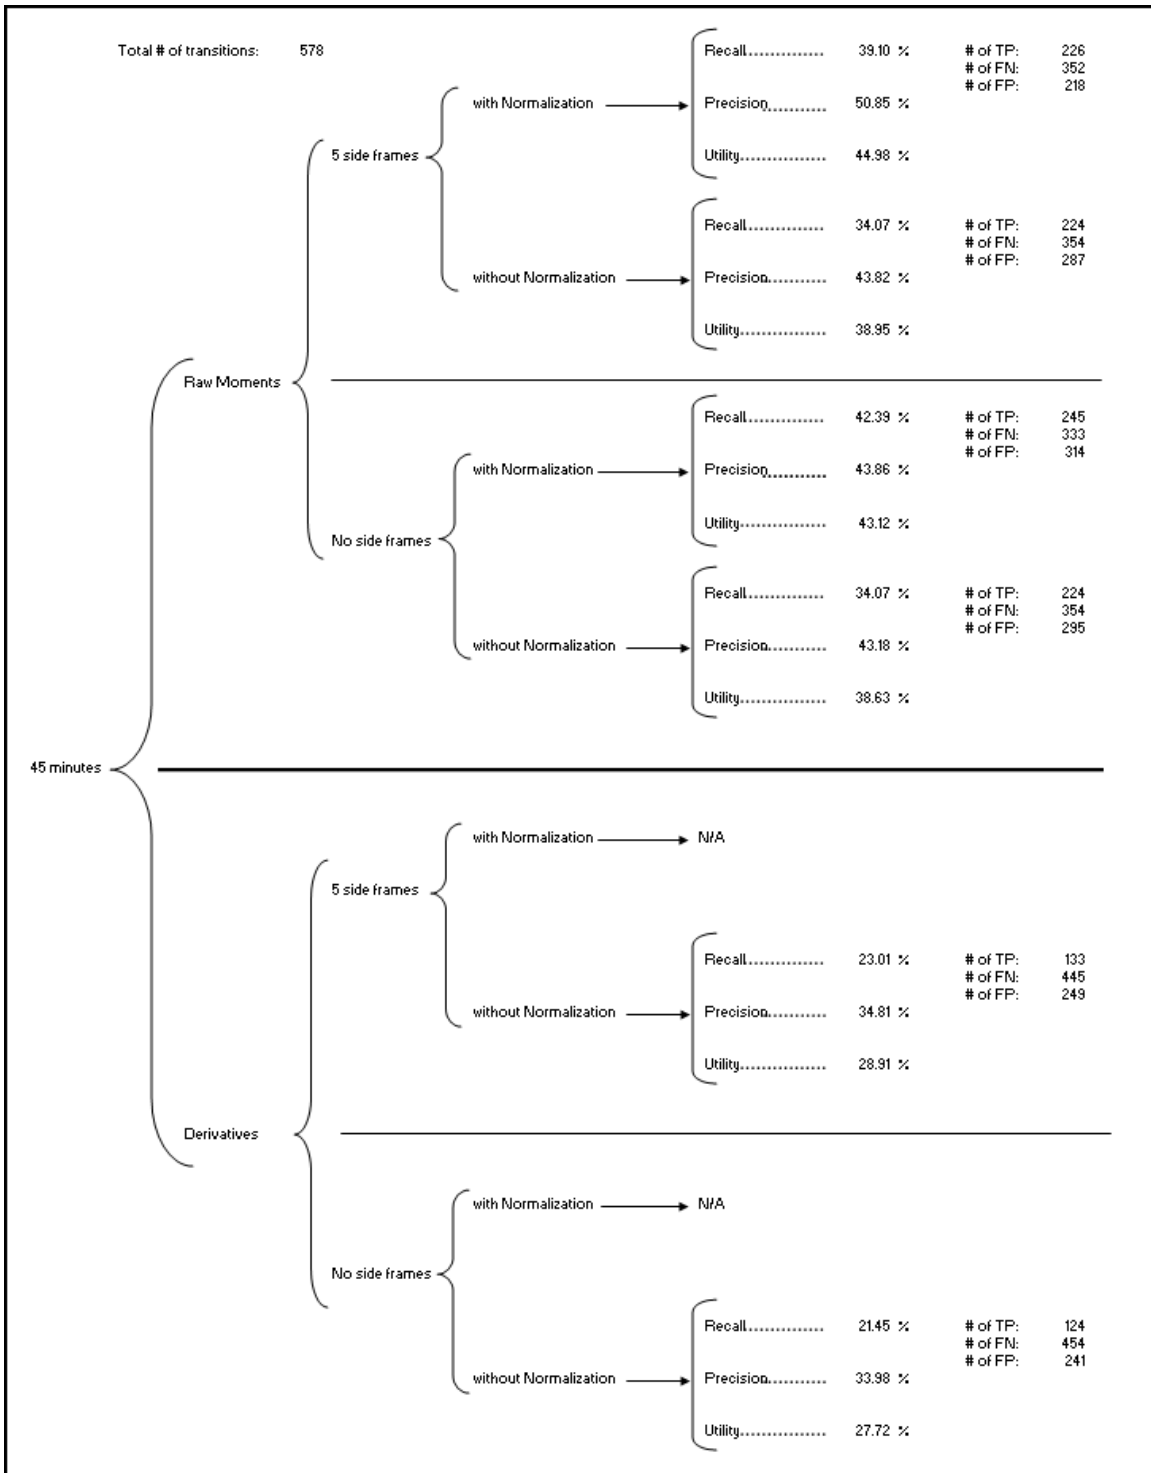 Total # of transitions: 578
Recall.............. 39.10 % # of TP: 226
# of FN: 352
# of FP: 218
with Normalization
Precision............ 50.85 %
5 side frames
Utility................ 44.98 %
Recall.............. 34.07 % # of TP: 224
# of FN: 354
# of FP: 287
without Normalization
Precision............ 43.82 %
Utility................ 38.95 %
Raw Moments
Recall.............. 42.39 % # of TP: 245
# of FN: 333
# of FP: 314
with Normalization
Precision............ 43.86 %
Utility................ 43.12 %
No side frames
Recall.............. 34.07 % # of TP: 224
# of FN: 354
# of FP: 295
without Normalization
Precision............ 43.18 %
Utility................ 38.63 %
45 minutes
with Normalization N/A
5 side frames
Recall.............. 23.01 % # of TP: 133
# of FN: 445
# of FP: 249
without Normalization
Precision............ 34.81 %
Utility................ 28.91 %
Derivatives
with Normalization N/A
No side frames
Recall.............. 21.45 % # of TP: 124
# of FN: 454
# of FP: 241
without Normalization
Precision............ 33.98 %
Utility................ 27.72 %